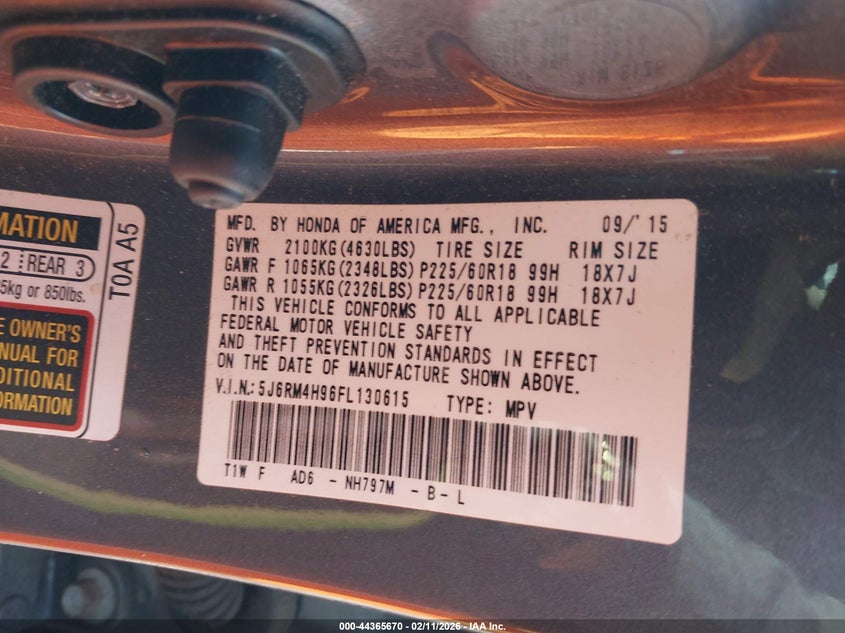 MFD. BY HONDA OF AMERICA MFG., INC. 09/'15
GVWR 2100KG(4630LBS) TIRE SIZE RIM SIZE
GAWR F 1065KG(2348LBS) P225/60R18 99H 18X7J
GAWR R 1055KG(2326LBS) P225/60R18 99H 18X7J
THIS VEHICLE CONFORMS TO ALL APPLICABLE
FEDERAL MOTOR VEHICLE SAFETY
AND THEFT PREVENTION STANDARDS IN EFFECT
ON THE DATE OF MANUFACTURE SHOWN ABOVE.
V.I.N.: 5J6RM4H96FL130615 TYPE: MPV
T1W F AD6 - NH797M - B - L
MATION
2 REAR 3
5kg or 850lbs.
E OWNER'S
NUAL FOR
DITIONAL
ORMATION
T0A A5
000-44365670 - 02/11/2026 - IAA Inc.